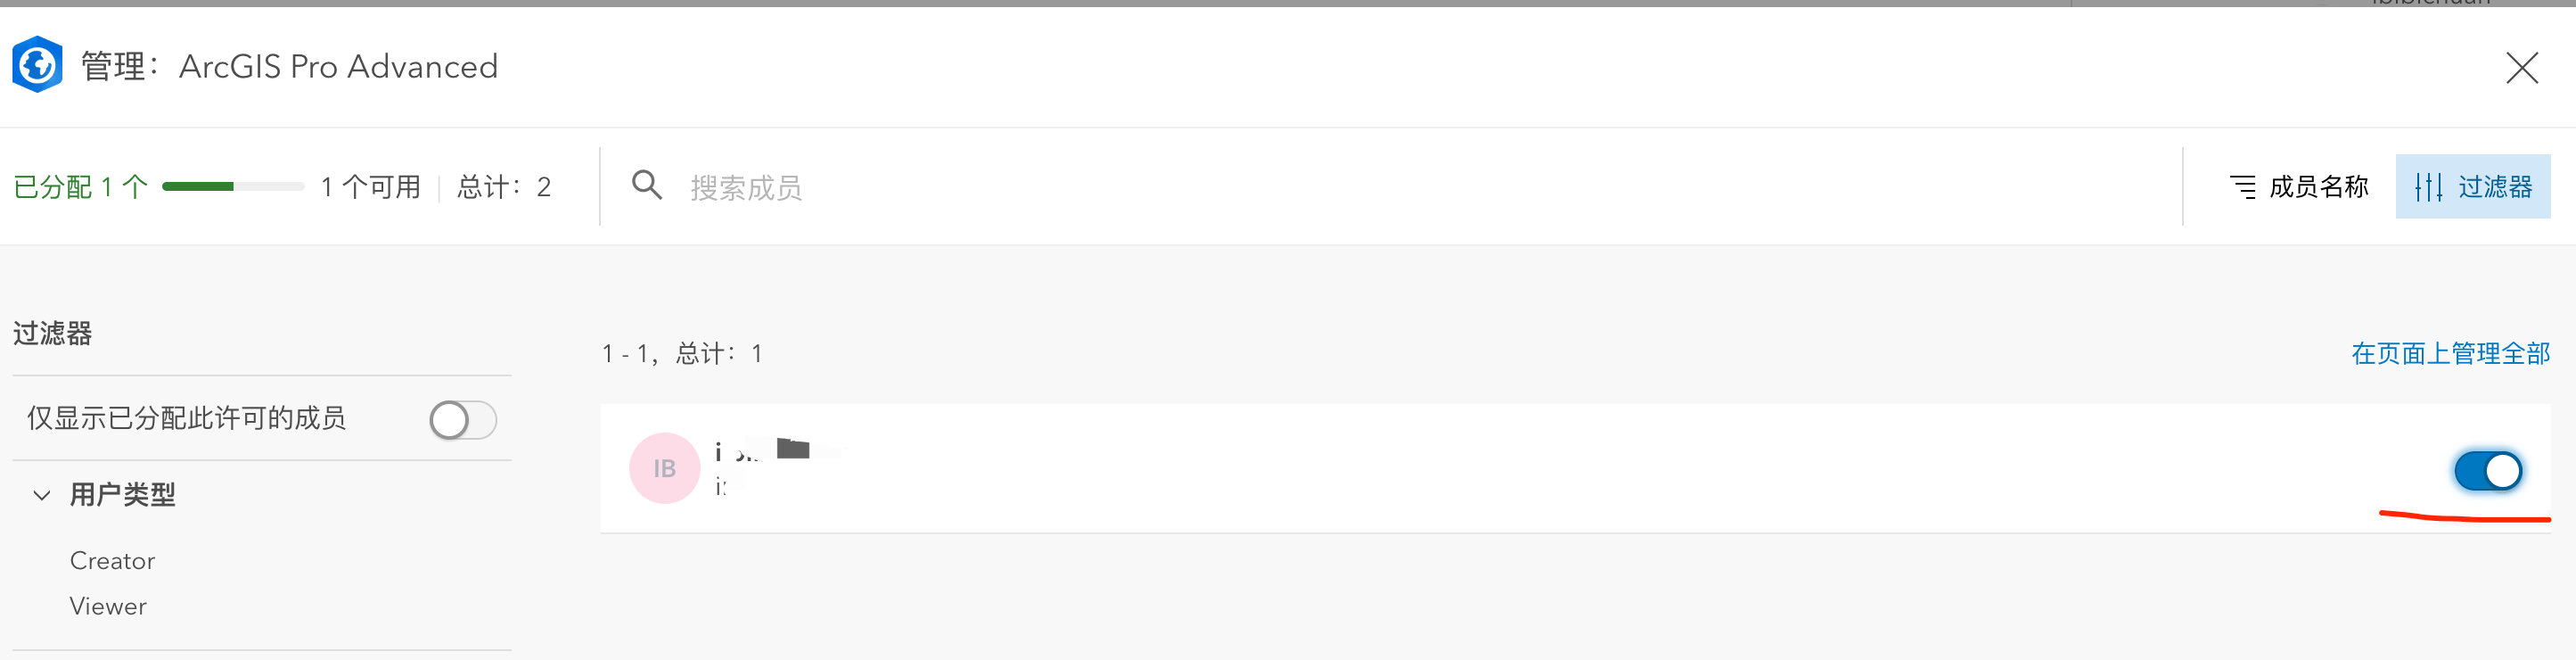 管理：ArcGIS Pro Advanced
已分配 1 个 1 个可用 总计：2
搜索成员
成员名称
过滤器
过滤器
1 - 1，总计：1
在页面上管理全部
仅显示已分配此许可的成员
IB
用户类型
Creator
Viewer